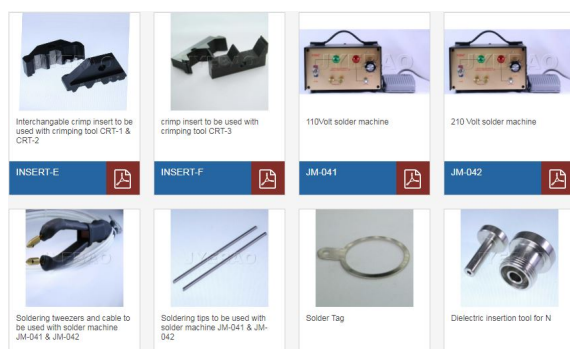 Interchangable crimp insert to be
used with crimping tool CRT-1 &
CRT-2
crimp insert to be used with
crimping tool CRT-3
110Volt solder machine
210 Volt solder machine
INSERT-E
INSERT-F
JM-041
JM-042
Soldering tweezers and cable to
be used with solder machine
JM-041 & JM-042
Soldering tips to be used with
solder machine JM-041 & JM-
042
Solder Tag
Dielectric insertion tool for N